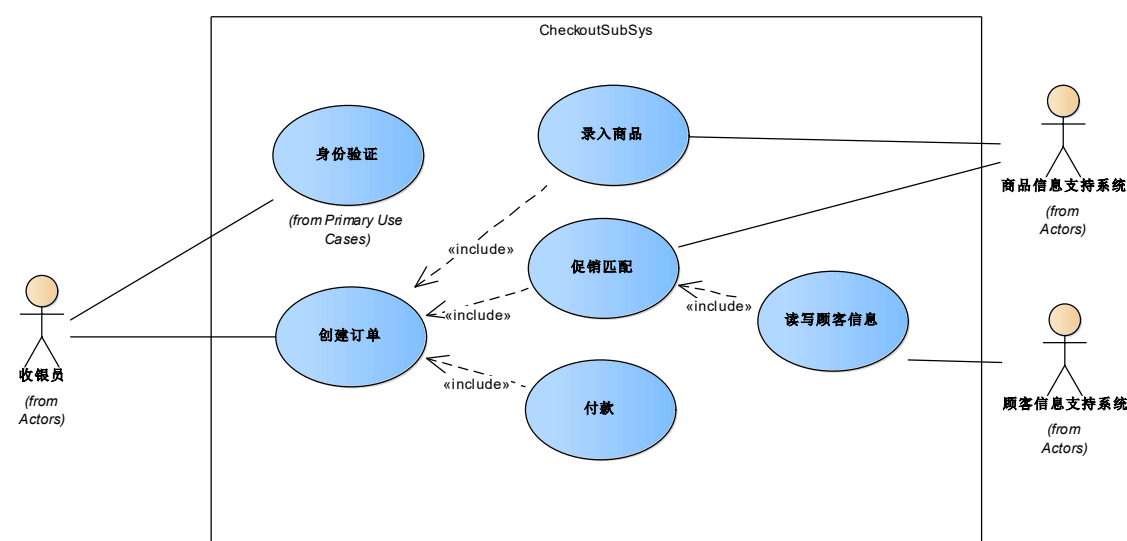 CheckoutSubSys
身份验证
(from Primary Use
Cases)
录入商品
商品信息支持系统
(from
Actors)
«include»
促销匹配
«include»
«include»
读写顾客信息
创建订单
收银员
(from
Actors)
«include»
付款
顾客信息支持系统
(from
Actors)